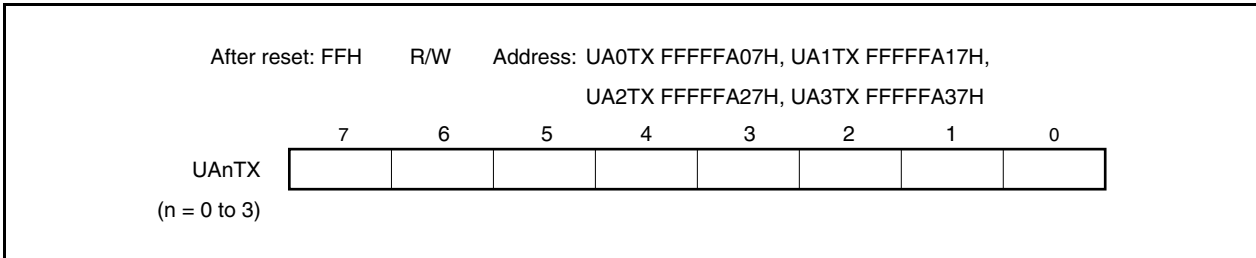 After reset: FFH R/W Address: UA0TX FFFFFA07H, UA1TX FFFFFA17H,
UA2TX FFFFFA27H, UA3TX FFFFFA37H
7 6 5 4 3 2 1 0
UAnTX
(n = 0 to 3)